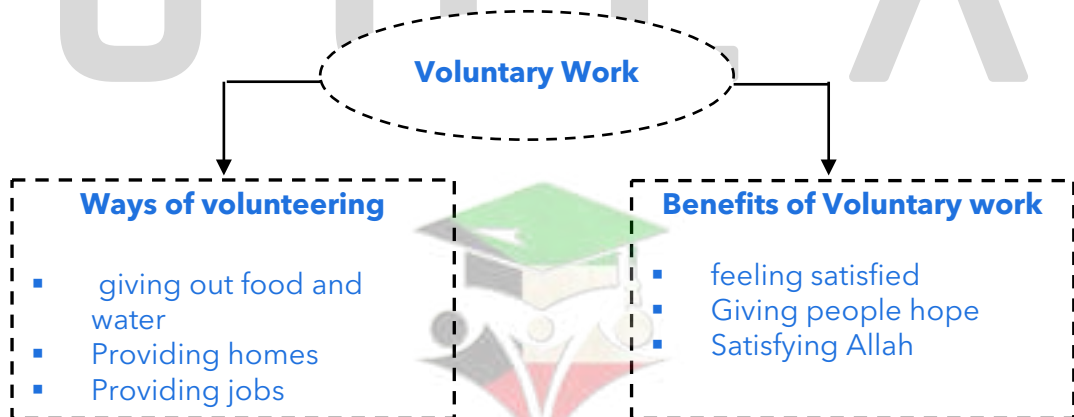 Voluntary Work
Ways of volunteering
▪ giving out food and
water
▪ Providing homes
▪ Providing jobs
Benefits of Voluntary work
▪ feeling satisfied
▪ Giving people hope
▪ Satisfying Allah